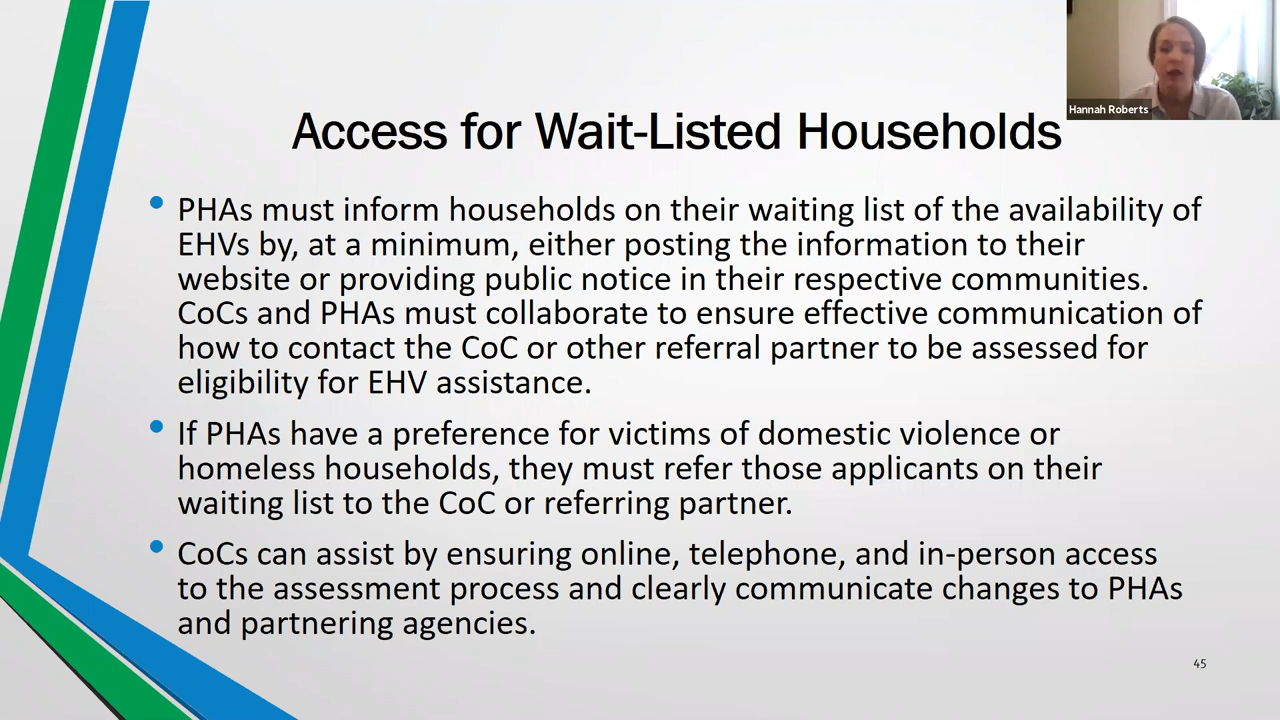 Hannah Roberts
Access for Wait-Listed Households
• PHAs must inform households on their waiting list of the availability of
EHVs by, at a minimum, either posting the information to their
website or providing public notice in their respective communities.
CoCs and PHAs must collaborate to ensure effective communication of
how to contact the CoC or other referral partner to be assessed for
eligibility for EHV assistance.
• If PHAs have a preference for victims of domestic violence or
homeless households, they must refer those applicants on their
waiting list to the CoC or referring partner.
• CoCs can assist by ensuring online, telephone, and in-person access
to the assessment process and clearly communicate changes to PHAs
and partnering agencies.
45